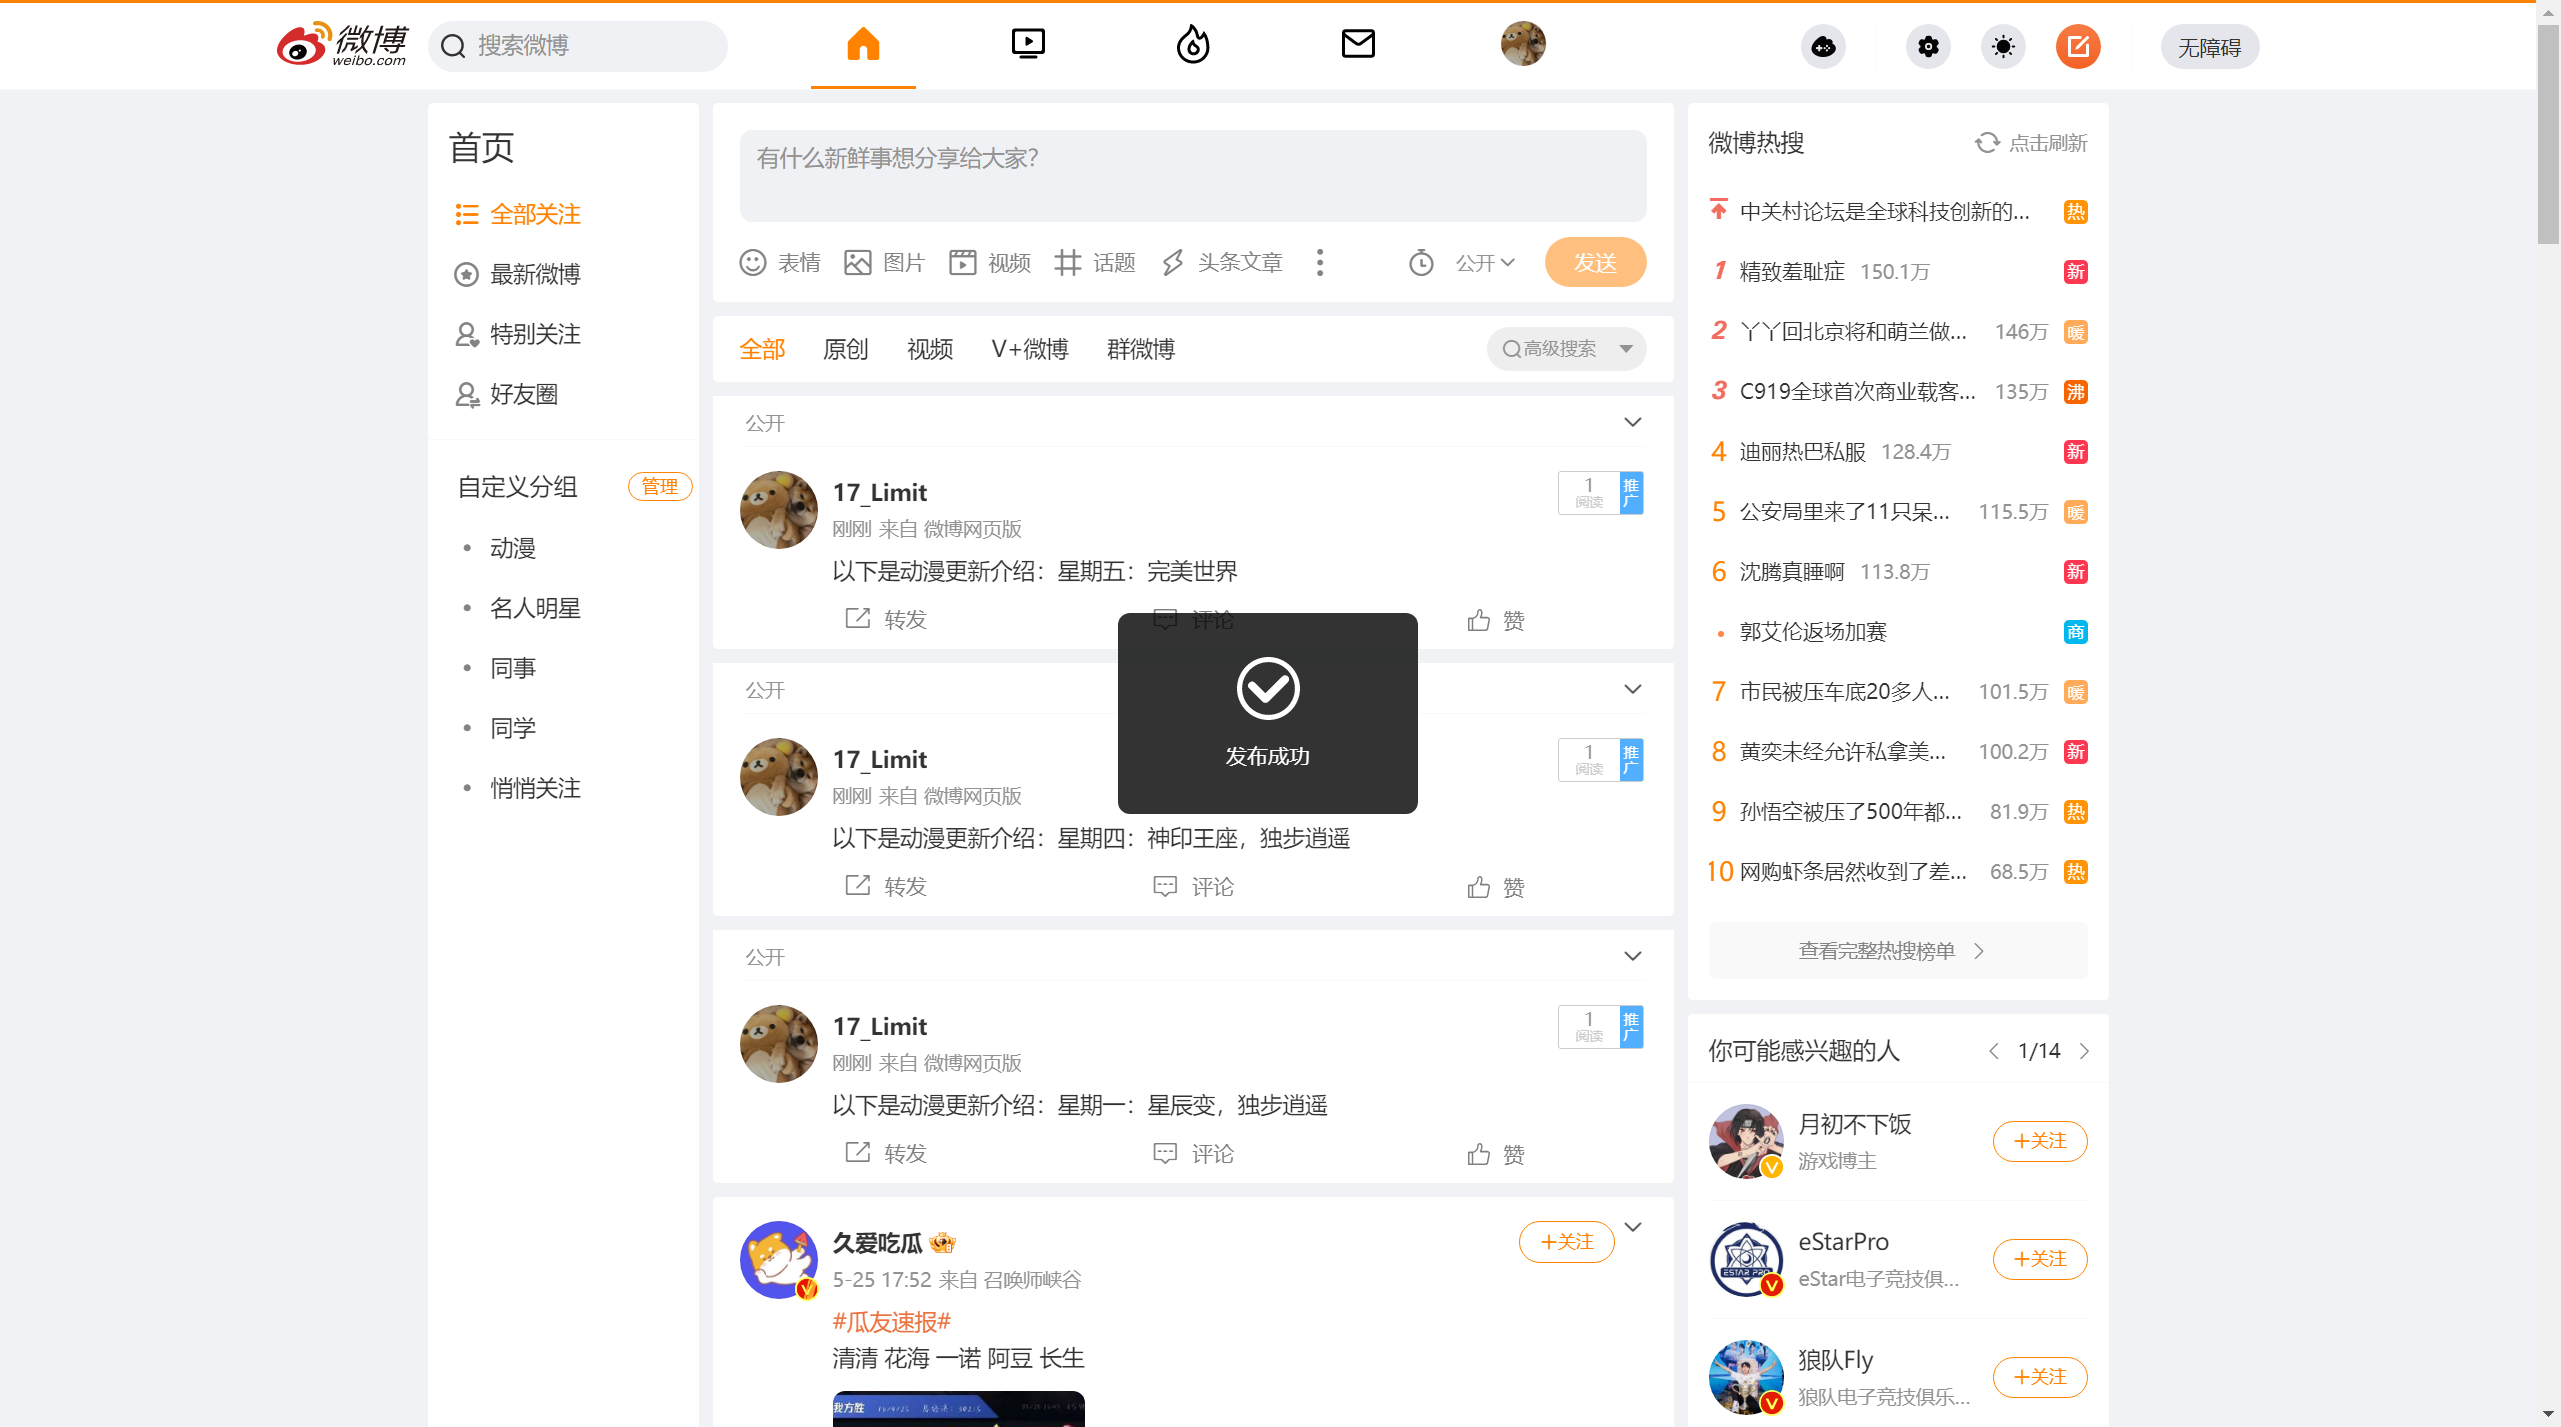 微博
weibo.com
搜索微博
无障碍
首页
全部关注
最新微博
特别关注
好友圈
自定义分组
管理
动漫
名人明星
同事
同学
悄悄关注
有什么新鲜事想分享给大家?
表情
图片
视频
话题
头条文章
公开
发送
全部
原创
视频
V+微博
群微博
高级搜索
公开
17_Limit
刚刚 来自 微博网页版
1
阅读
推广
以下是动漫更新介绍：星期五：完美世界
转发
评论
赞
发布成功
公开
17_Limit
刚刚 来自 微博网页版
1
阅读
推广
以下是动漫更新介绍：星期四：神印王座，独步逍遥
转发
评论
赞
公开
17_Limit
刚刚 来自 微博网页版
1
阅读
推广
以下是动漫更新介绍：星期一：星辰变，独步逍遥
转发
评论
赞
久爱吃瓜
5-25 17:52 来自 召唤师峡谷
+关注
#瓜友速报#
清清 花海 一诺 阿豆 长生
我方胜
微博热搜
点击刷新
中关村论坛是全球科技创新的... 热
1 精致羞耻症 150.1万 新
2 丫丫回北京将和萌兰做... 146万 暖
3 C919全球首次商业载客... 135万 沸
4 迪丽热巴私服 128.4万 新
5 公安局里来了11只呆... 115.5万 暖
6 沈腾真睡啊 113.8万 新
郭艾伦返场加赛 商
7 市民被压车底20多人... 101.5万 暖
8 黄奕未经允许私拿美... 100.2万 新
9 孙悟空被压了500年都... 81.9万 热
10 网购虾条居然收到了差... 68.5万 热
查看完整热搜榜单
你可能感兴趣的人
1/14
月初不下饭
游戏博主
+关注
ESTAR PRO
eStarPro
eStar电子竞技俱...
+关注
狼队Fly
狼队电子竞技俱乐...
+关注